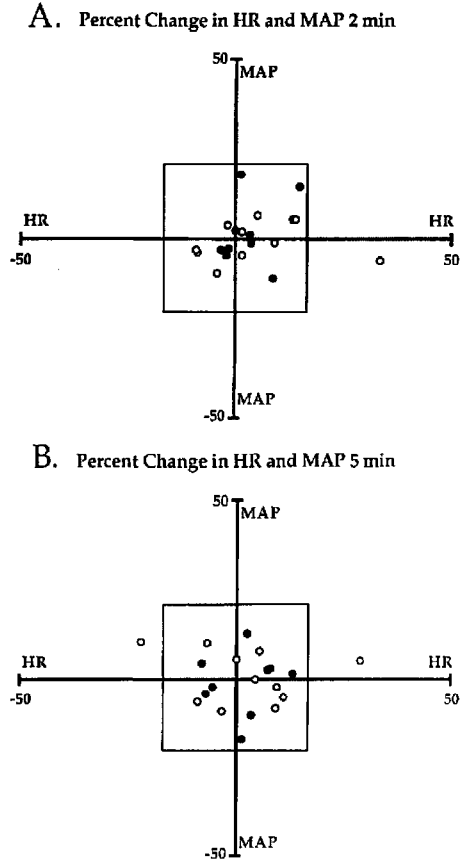 A. Percent Change in HR and MAP 2 min
50
MAP
HR HR
-50 50
MAP
-50
B. Percent Change in HR and MAP 5 min
50
MAP
HR HR
-50 50
MAP
-50